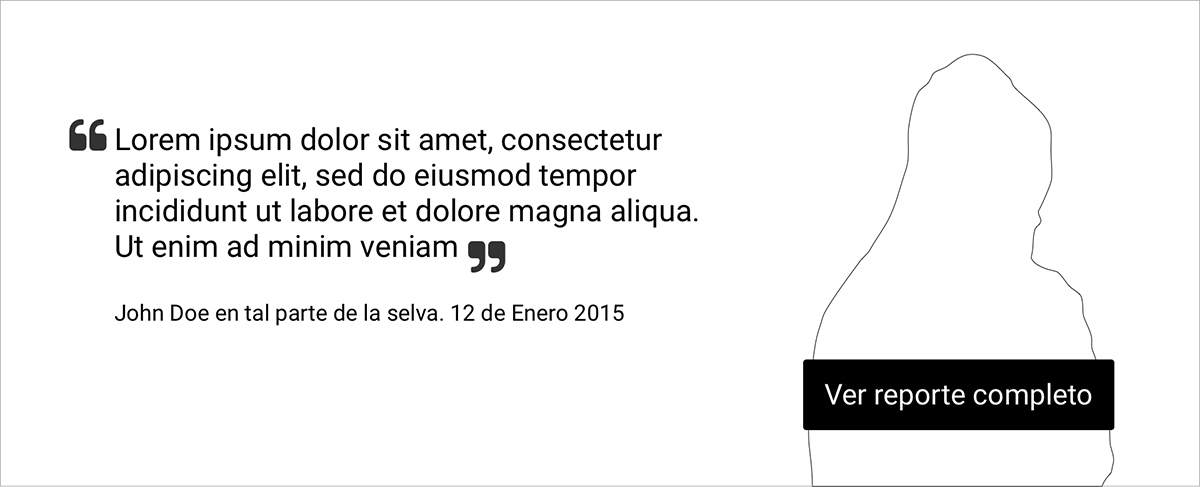 ❝ Lorem ipsum dolor sit amet, consectetur
adipiscing elit, sed do eiusmod tempor
incididunt ut labore et dolore magna aliqua.
Ut enim ad minim veniam ❞
John Doe en tal parte de la selva. 12 de Enero 2015
Ver reporte completo